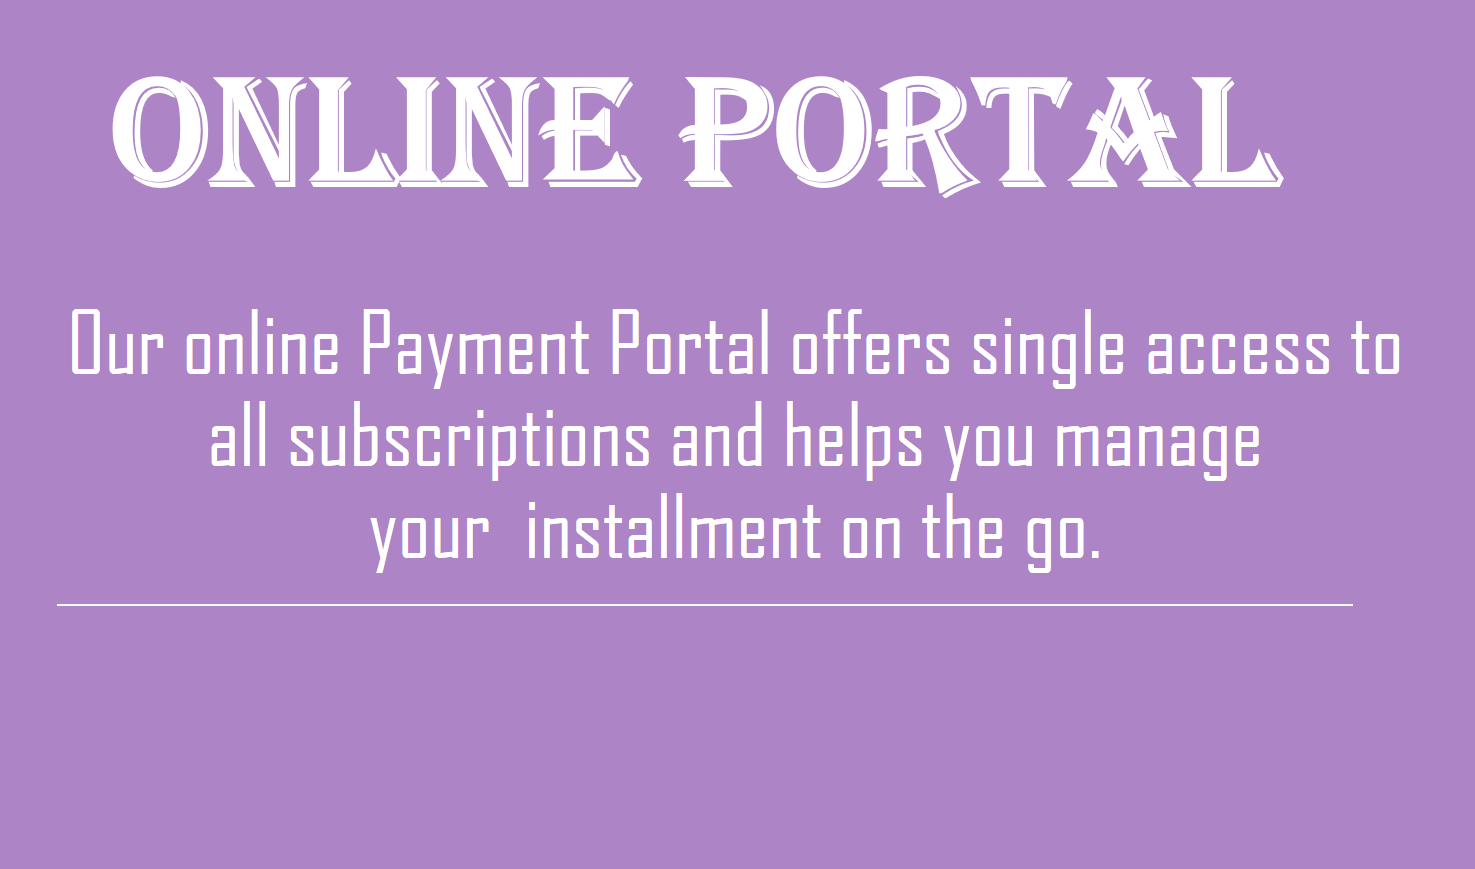 ONLINE PORTAL
Our online Payment Portal offers single access to
all subscriptions and helps you manage
your  installment on the go.